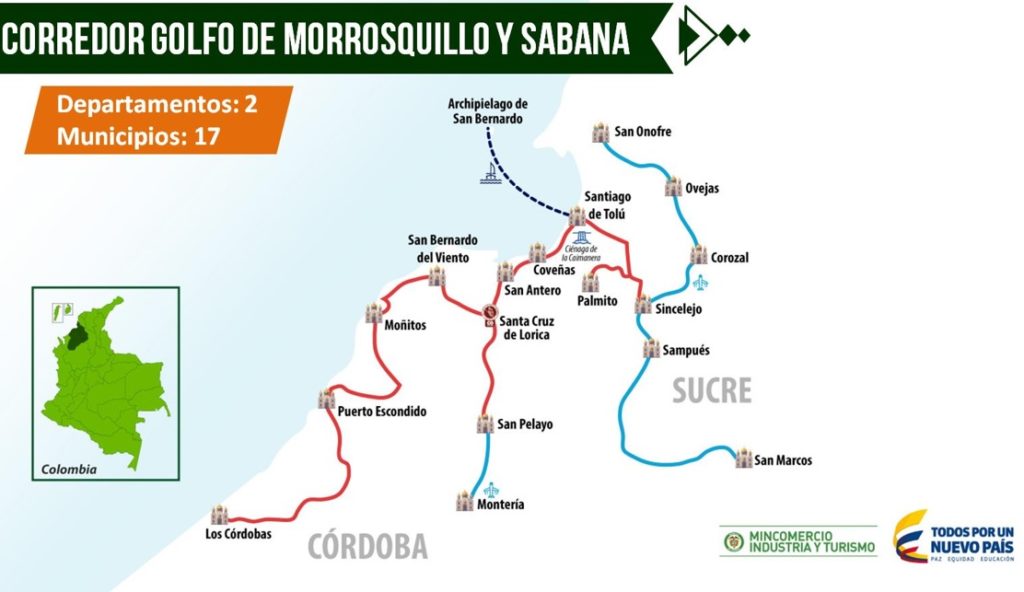 CORREDOR GOLFO DE MORROSQUILLO Y SABANA
Departamentos: 2
Municipios: 17
Archipielago de
San Bernardo
San Onofre
Ovejas
Santiago
de Tolú
Ciénaga de
la Caimanera
Corozal
San Bernardo
del Viento
Coveñas
San Antero
Palmito
Sincelejo
Moñitos
Santa Cruz
de Lorica
Sampués
SUCRE
Puerto Escondido
San Pelayo
San Marcos
Colombia
Montería
Los Córdobas
CÓRDOBA
MINCOMERCIO
INDUSTRIA Y TURISMO
TODOS POR UN
NUEVO PAÍS
PAZ EQUIDAD EDUCACIÓN